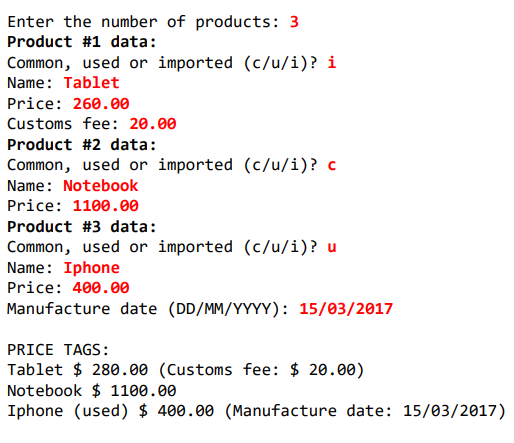 Enter the number of products: 3
Product #1 data:
Common, used or imported (c/u/i)? i
Name: Tablet
Price: 260.00
Customs fee: 20.00
Product #2 data:
Common, used or imported (c/u/i)? c
Name: Notebook
Price: 1100.00
Product #3 data:
Common, used or imported (c/u/i)? u
Name: Iphone
Price: 400.00
Manufacture date (DD/MM/YYYY): 15/03/2017

PRICE TAGS:
Tablet $ 280.00 (Customs fee: $ 20.00)
Notebook $ 1100.00
Iphone (used) $ 400.00 (Manufacture date: 15/03/2017)